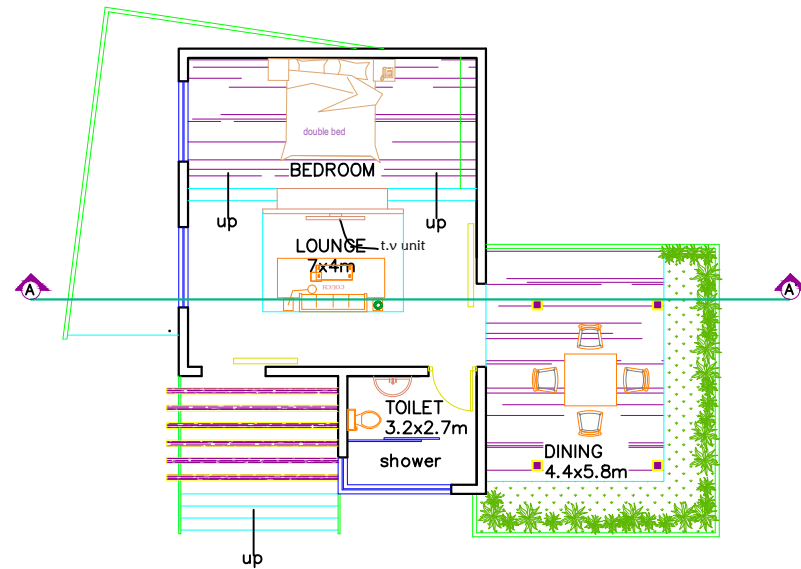 double bed
BEDROOM
up
up
LOUNGE
t.v unit
7x4m
A
A
TOILET
3.2x2.7m
shower
DINING
4.4x5.8m
up